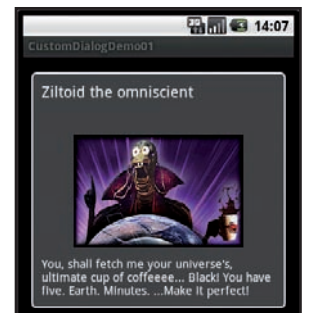 3G 14:07
CustomDialogDemo01
Ziltoid the omniscient
You, shall fetch me your universe's,
ultimate cup of coffeeee... Black! You have
five. Earth. Minutes. ...Make it perfect!